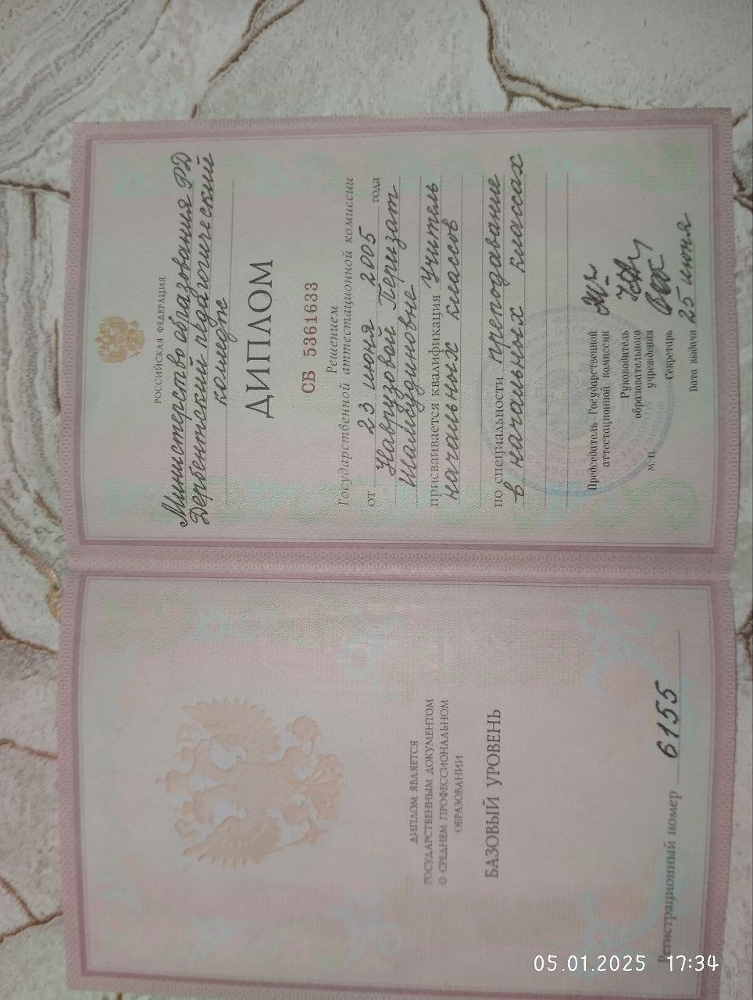 ДИПЛОМ ЯВЛЯЕТСЯ
ГОСУДАРСТВЕННЫМ ДОКУМЕНТОМ
О СРЕДНЕМ ПРОФЕССИОНАЛЬНОМ
ОБРАЗОВАНИИ
БАЗОВЫЙ УРОВЕНЬ
Регистрационный номер 6155
РОССИЙСКАЯ ФЕДЕРАЦИЯ
Министерство образования РД
Дербентский педагогический
колледж
ДИПЛОМ
СБ 5361633
Решением
Государственной аттестационной комиссии
от 23 июня 2005 года
Наврузовой Перизат
Шамсудиновне
присваивается квалификация Учитель
начальных классов
по специальности преподавание
в начальных классах
Председатель Государственной
аттестационной комиссии
Руководитель
образовательного
учреждения
Секретарь
М. П.
Дата выдачи 25 июня
05.01.2025 17:34